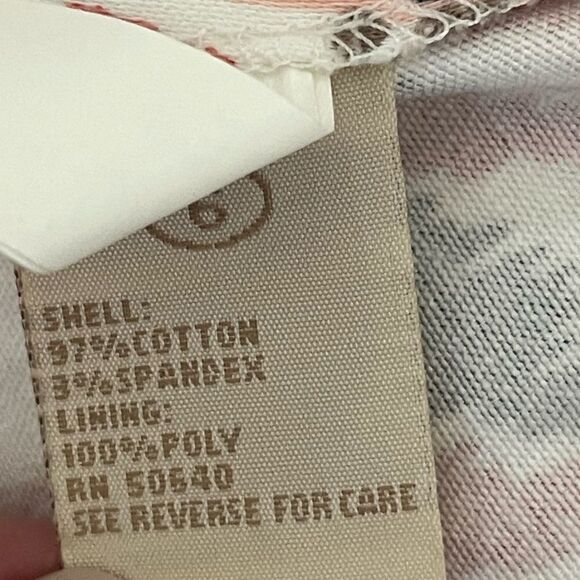 6
SHELL:
97%COTTON
3%SPANDEX
LINING:
100%POLY
RN 50640
SEE REVERSE FOR CARE